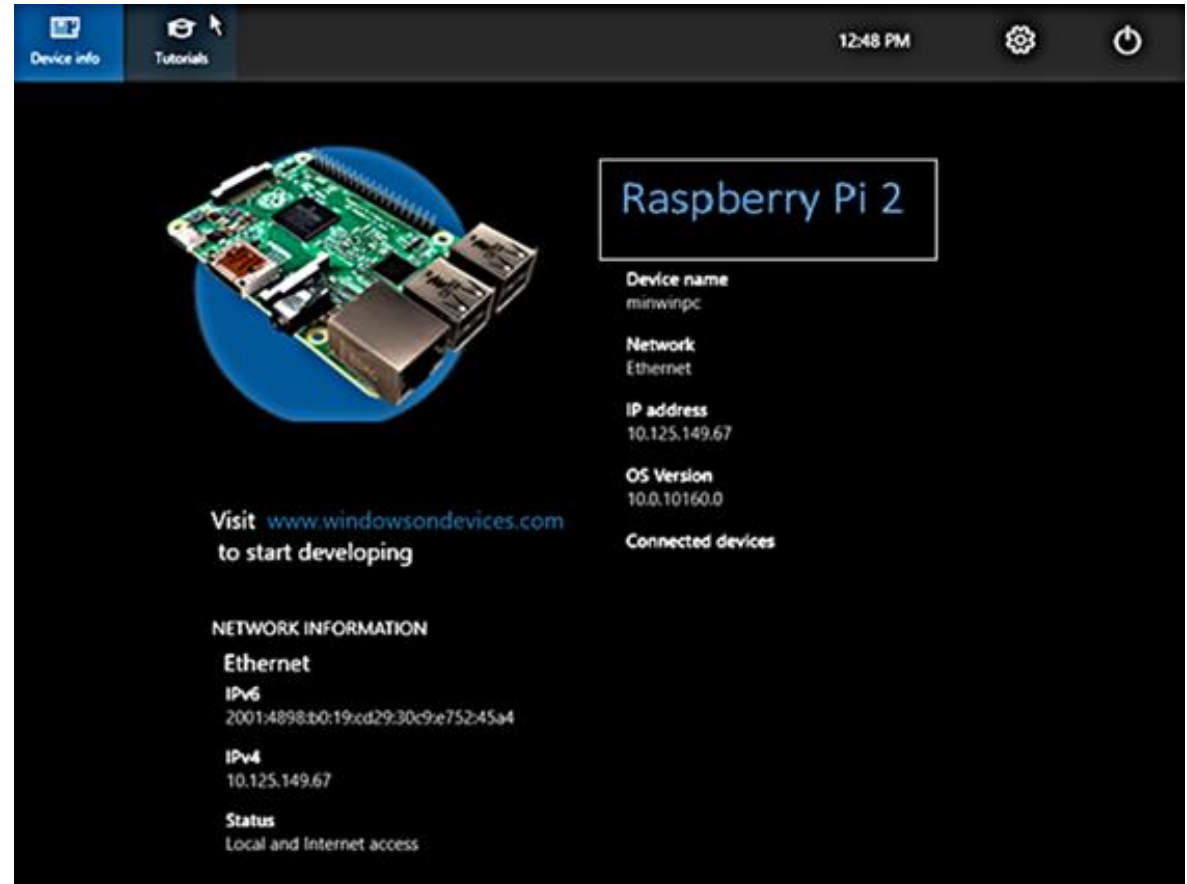 Device info
Tutorials
12:48 PM
Raspberry Pi 2
Device name
minwinpc
Network
Ethernet
IP address
10.125.149.67
OS Version
10.0.10160.0
Connected devices
Visit www.windowsondevices.com
to start developing
NETWORK INFORMATION
Ethernet
IPv6
2001:4898:b0:19:cd29:30c9:e752:45a4
IPv4
10.125.149.67
Status
Local and Internet access